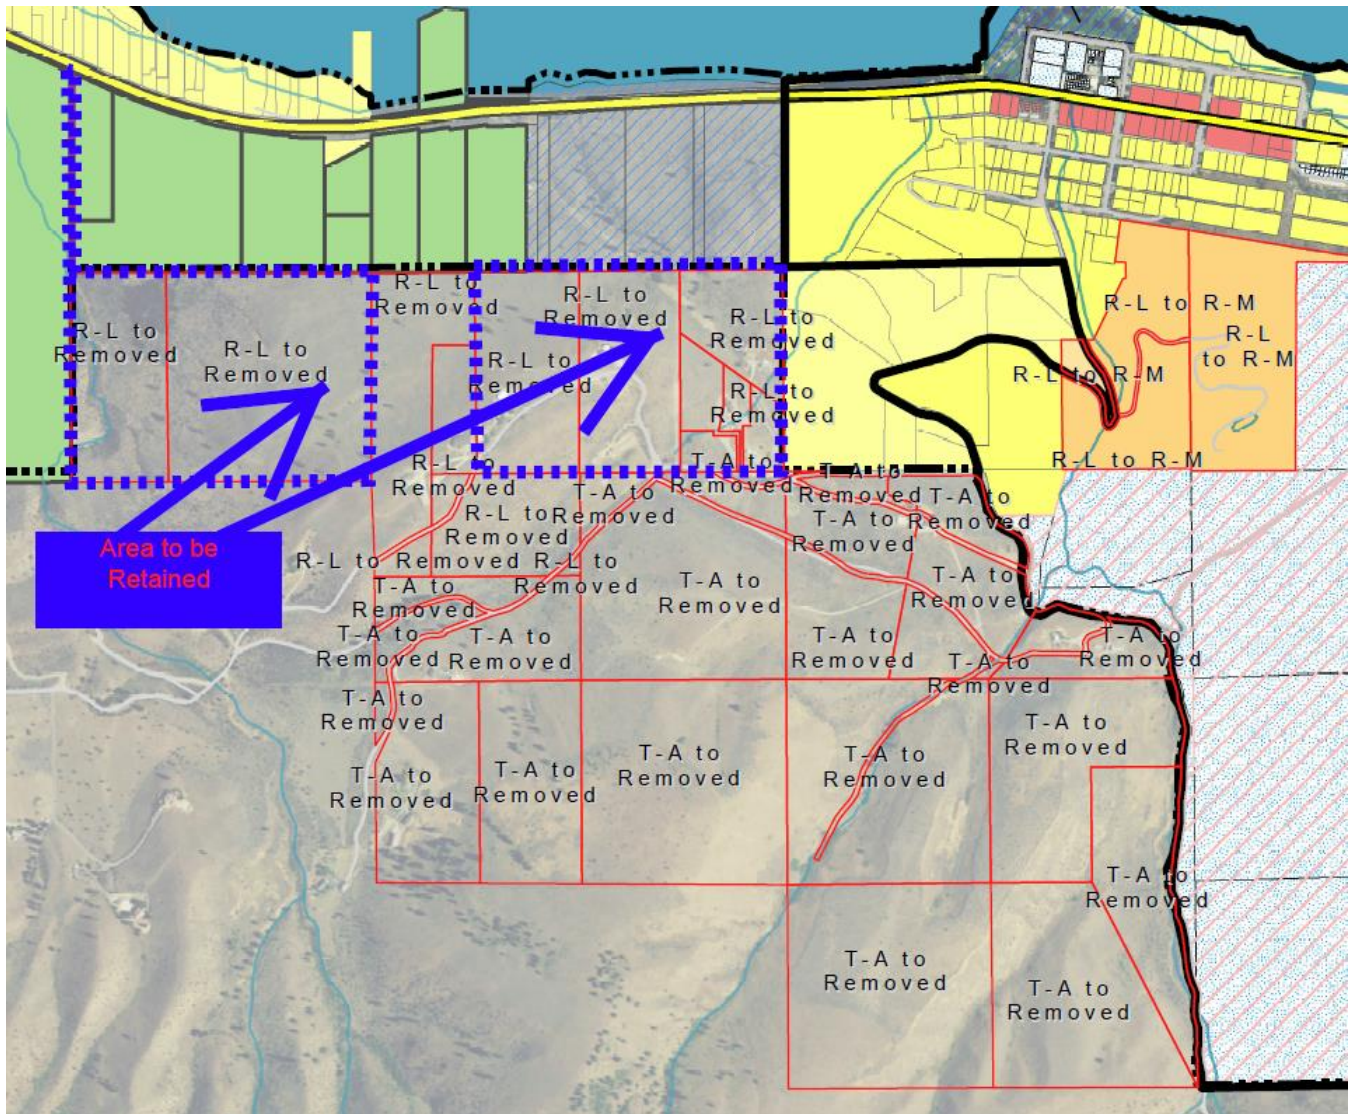 R-L to
Removed
R-L to
Removed
R-L to
Removed
R-L to
Removed
R-L to
Removed
R-L to
Removed
R-L to
Removed
R-L to R-M
R-L
to R-M
R-L to R-M
R-L to R-M
R-L to
Removed
T-A to
Removed
T-A to
Removed
T-A to
Removed
R-L to
Removed
T-A to
Removed
T-A to
Removed
Area to be
Retained
R-L to Removed
R-L to
Removed
T-A to
Removed
T-A to
Removed
T-A to
Removed
T-A to
Removed
T-A to
Removed
T-A to
Removed
T-A to
Removed
T-A to
Removed
T-A to
Removed
T-A to
Removed
T-A to
Removed
T-A to
Removed
T-A to
Removed
T-A to
Removed
T-A to
Removed
T-A to
Removed
T-A to
Removed
T-A to
Removed